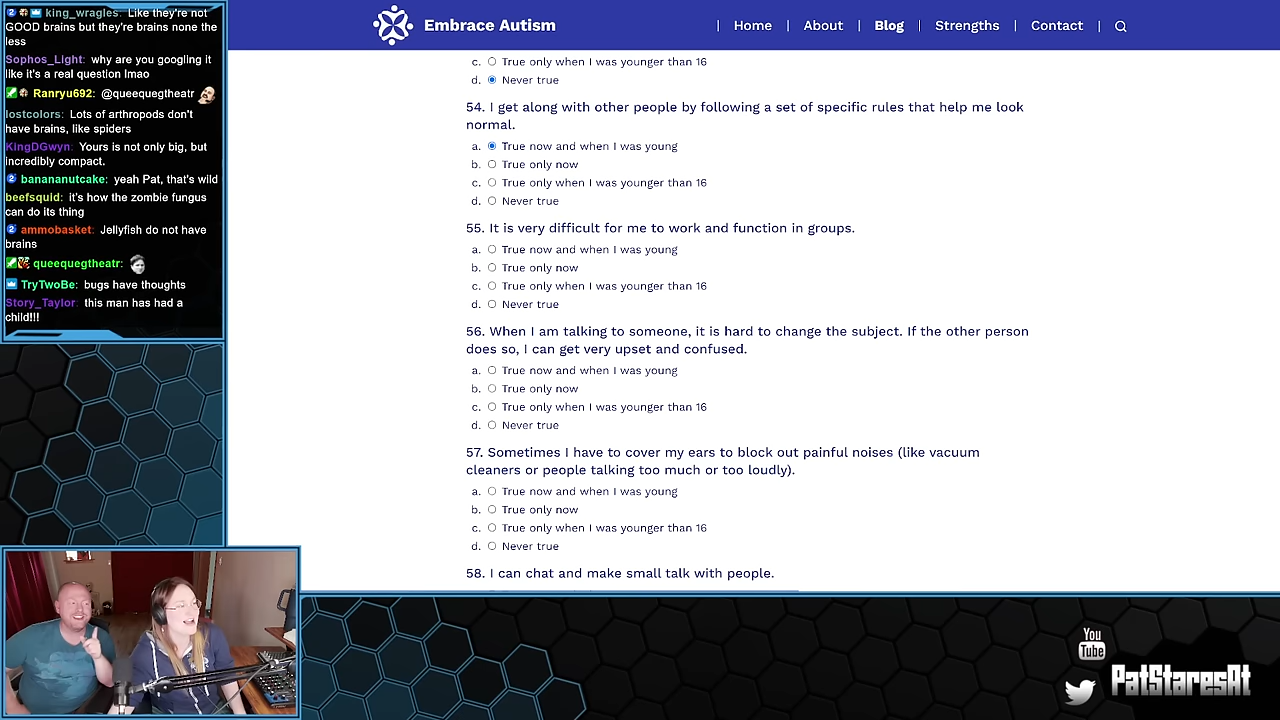 king_wragles: Like they're not
GOOD brains but they're brains none the
less
Sophos_Light: why are you googling it
like it's a real question lmao
Ranryu692: @queequegtheatr
lostcolors: Lots of arthropods don't
have brains, like spiders
KingDGwyn: Yours is not only big, but
incredibly compact.
banananutcake: yeah Pat, that's wild
beefsquid: it's how the zombie fungus
can do its thing
ammobasket: Jellyfish do not have
brains
queequegtheatr:
TryTwoBe: bugs have thoughts
Story_Taylor: this man has had a
child!!!
Embrace Autism
| Home | About | Blog | Strengths | Contact |
c. True only when I was younger than 16
d. Never true
54. I get along with other people by following a set of specific rules that help me look
normal.
a. True now and when I was young
b. True only now
c. True only when I was younger than 16
d. Never true
55. It is very difficult for me to work and function in groups.
a. True now and when I was young
b. True only now
c. True only when I was younger than 16
d. Never true
56. When I am talking to someone, it is hard to change the subject. If the other person
does so, I can get very upset and confused.
a. True now and when I was young
b. True only now
c. True only when I was younger than 16
d. Never true
57. Sometimes I have to cover my ears to block out painful noises (like vacuum
cleaners or people talking too much or too loudly).
a. True now and when I was young
b. True only now
c. True only when I was younger than 16
d. Never true
58. I can chat and make small talk with people.
You
Tube
PatStaresAt